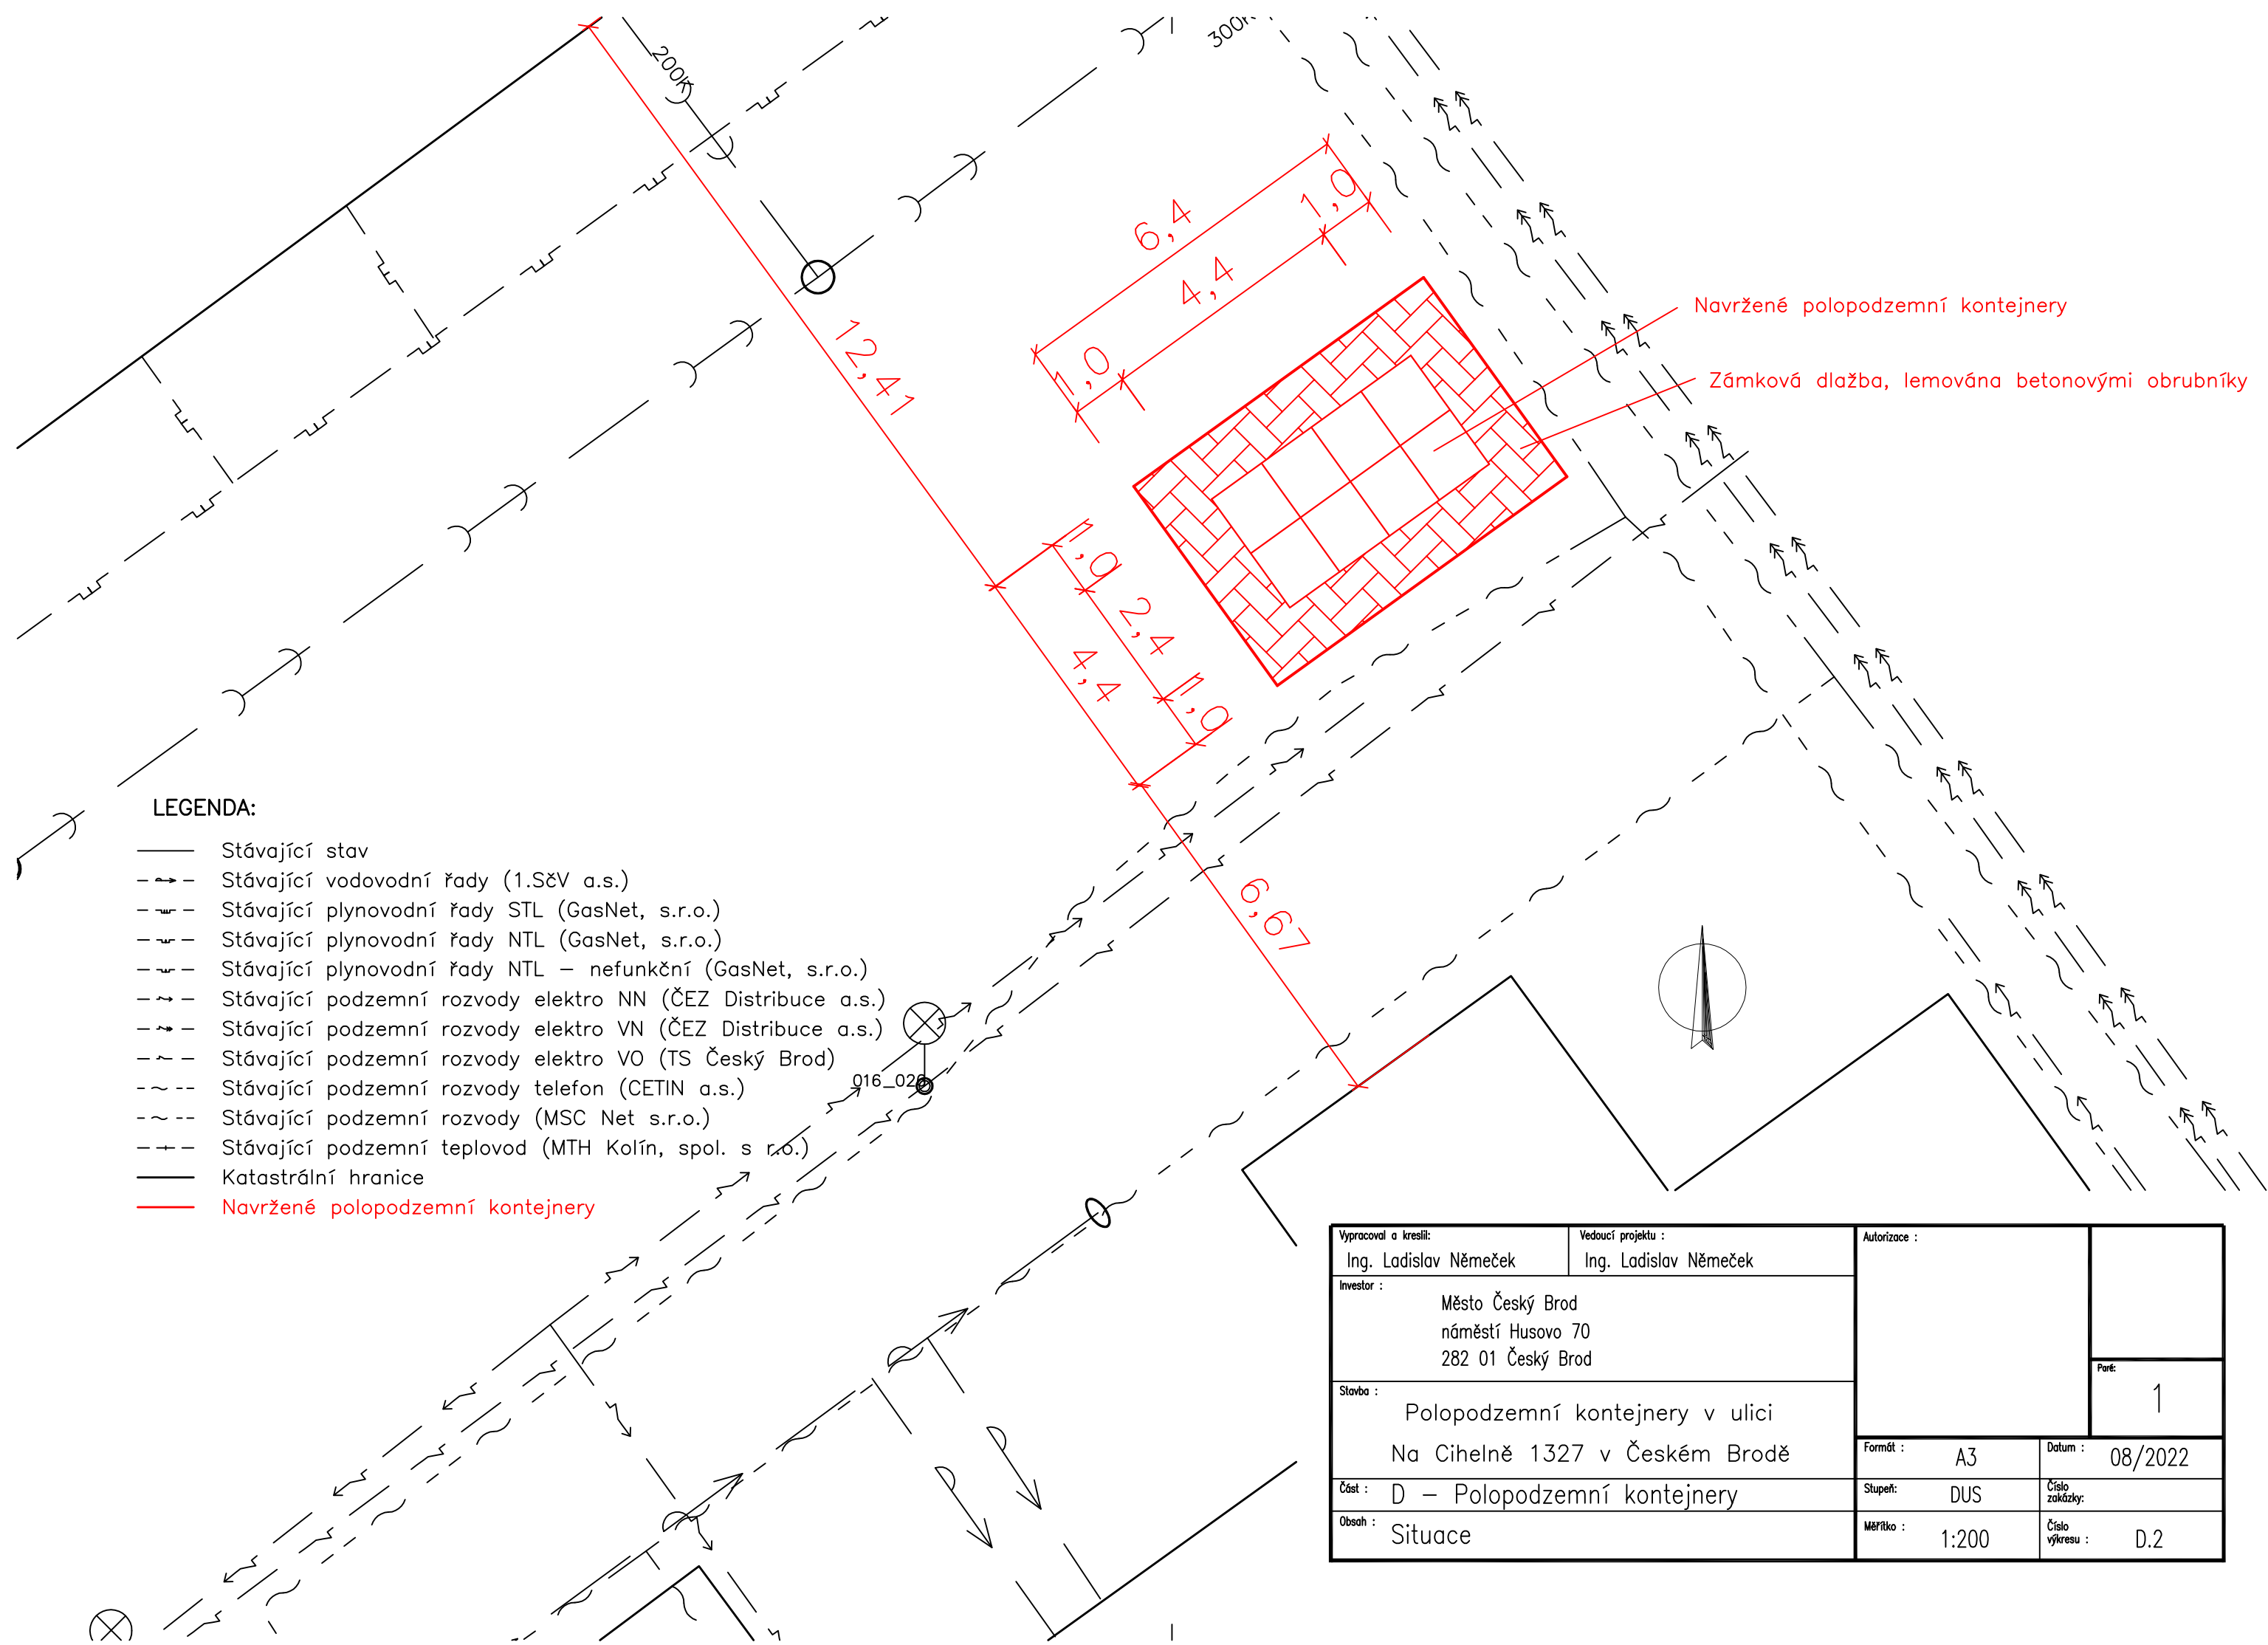 200K
300K
6,4
1,0
4,4
1,0
12,41
1,0
2,4
1,0
4,4
6,67
Navržené polopodzemní kontejnery
Zámková dlažba, lemována betonovými obrubníky
LEGENDA:
Stávající stav
Stávající vodovodní řady (1.SčV a.s.)
Stávající plynovodní řady STL (GasNet, s.r.o.)
Stávající plynovodní řady NTL (GasNet, s.r.o.)
Stávající plynovodní řady NTL – nefunkční (GasNet, s.r.o.)
Stávající podzemní rozvody elektro NN (ČEZ Distribuce a.s.)
Stávající podzemní rozvody elektro VN (ČEZ Distribuce a.s.)
Stávající podzemní rozvody elektro VO (TS Český Brod)
Stávající podzemní rozvody telefon (CETIN a.s.)
Stávající podzemní rozvody (MSC Net s.r.o.)
Stávající podzemní teplovod (MTH Kolín, spol. s r.o.)
Katastrální hranice
Navržené polopodzemní kontejnery
Vypracoval a kreslil:
Ing. Ladislav Němeček
Vedoucí projektu :
Ing. Ladislav Němeček
Autorizace :
Investor :
Město Český Brod
náměstí Husovo 70
282 01 Český Brod
Paré:
1
Stavba :
Polopodzemní kontejnery v ulici
Na Cihelně 1327 v Českém Brodě
Formát : A3
Datum : 08/2022
Část : D – Polopodzemní kontejnery
Stupeň: DUS
Číslo
zakázky:
Obsah : Situace
Měřítko : 1:200
Číslo
výkresu : D.2